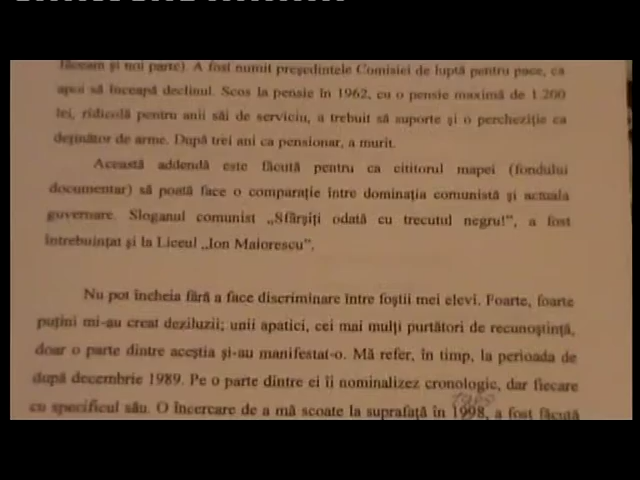 făceam și noi parte). A fost numit președintele Comisiei de luptă pentru pace, ca
apoi să înceapă declinul. Scos la pensie în 1962, cu o pensie maximă de 1.200
lei, ridicolă pentru anii săi de serviciu, a trebuit să suporte și o percheziție ca
deținător de arme. După trei ani ca pensionar, a murit.
Această addendă este făcută pentru ca cititorul mapei (fondului
documentar) să poată face o comparație între dominația comunistă și actuala
guvernare. Sloganul comunist „Sfârșiți odată cu trecutul negru!”, a fost
întrebuințat și la Liceul „Ion Maiorescu”.
Nu pot încheia fără a face discriminare între foștii mei elevi. Foarte, foarte
puțini mi-au creat deziluzii; unii apatici, cei mai mulți purtători de recunoștință,
doar o parte dintre aceștia și-au manifestat-o. Mă refer, în timp, la perioada de
după decembrie 1989. Pe o parte dintre ei îi nominalizez cronologic, dar fiecare
cu specificul său. O încercare de a mă scoate la suprafață în 1998, a fost făcută